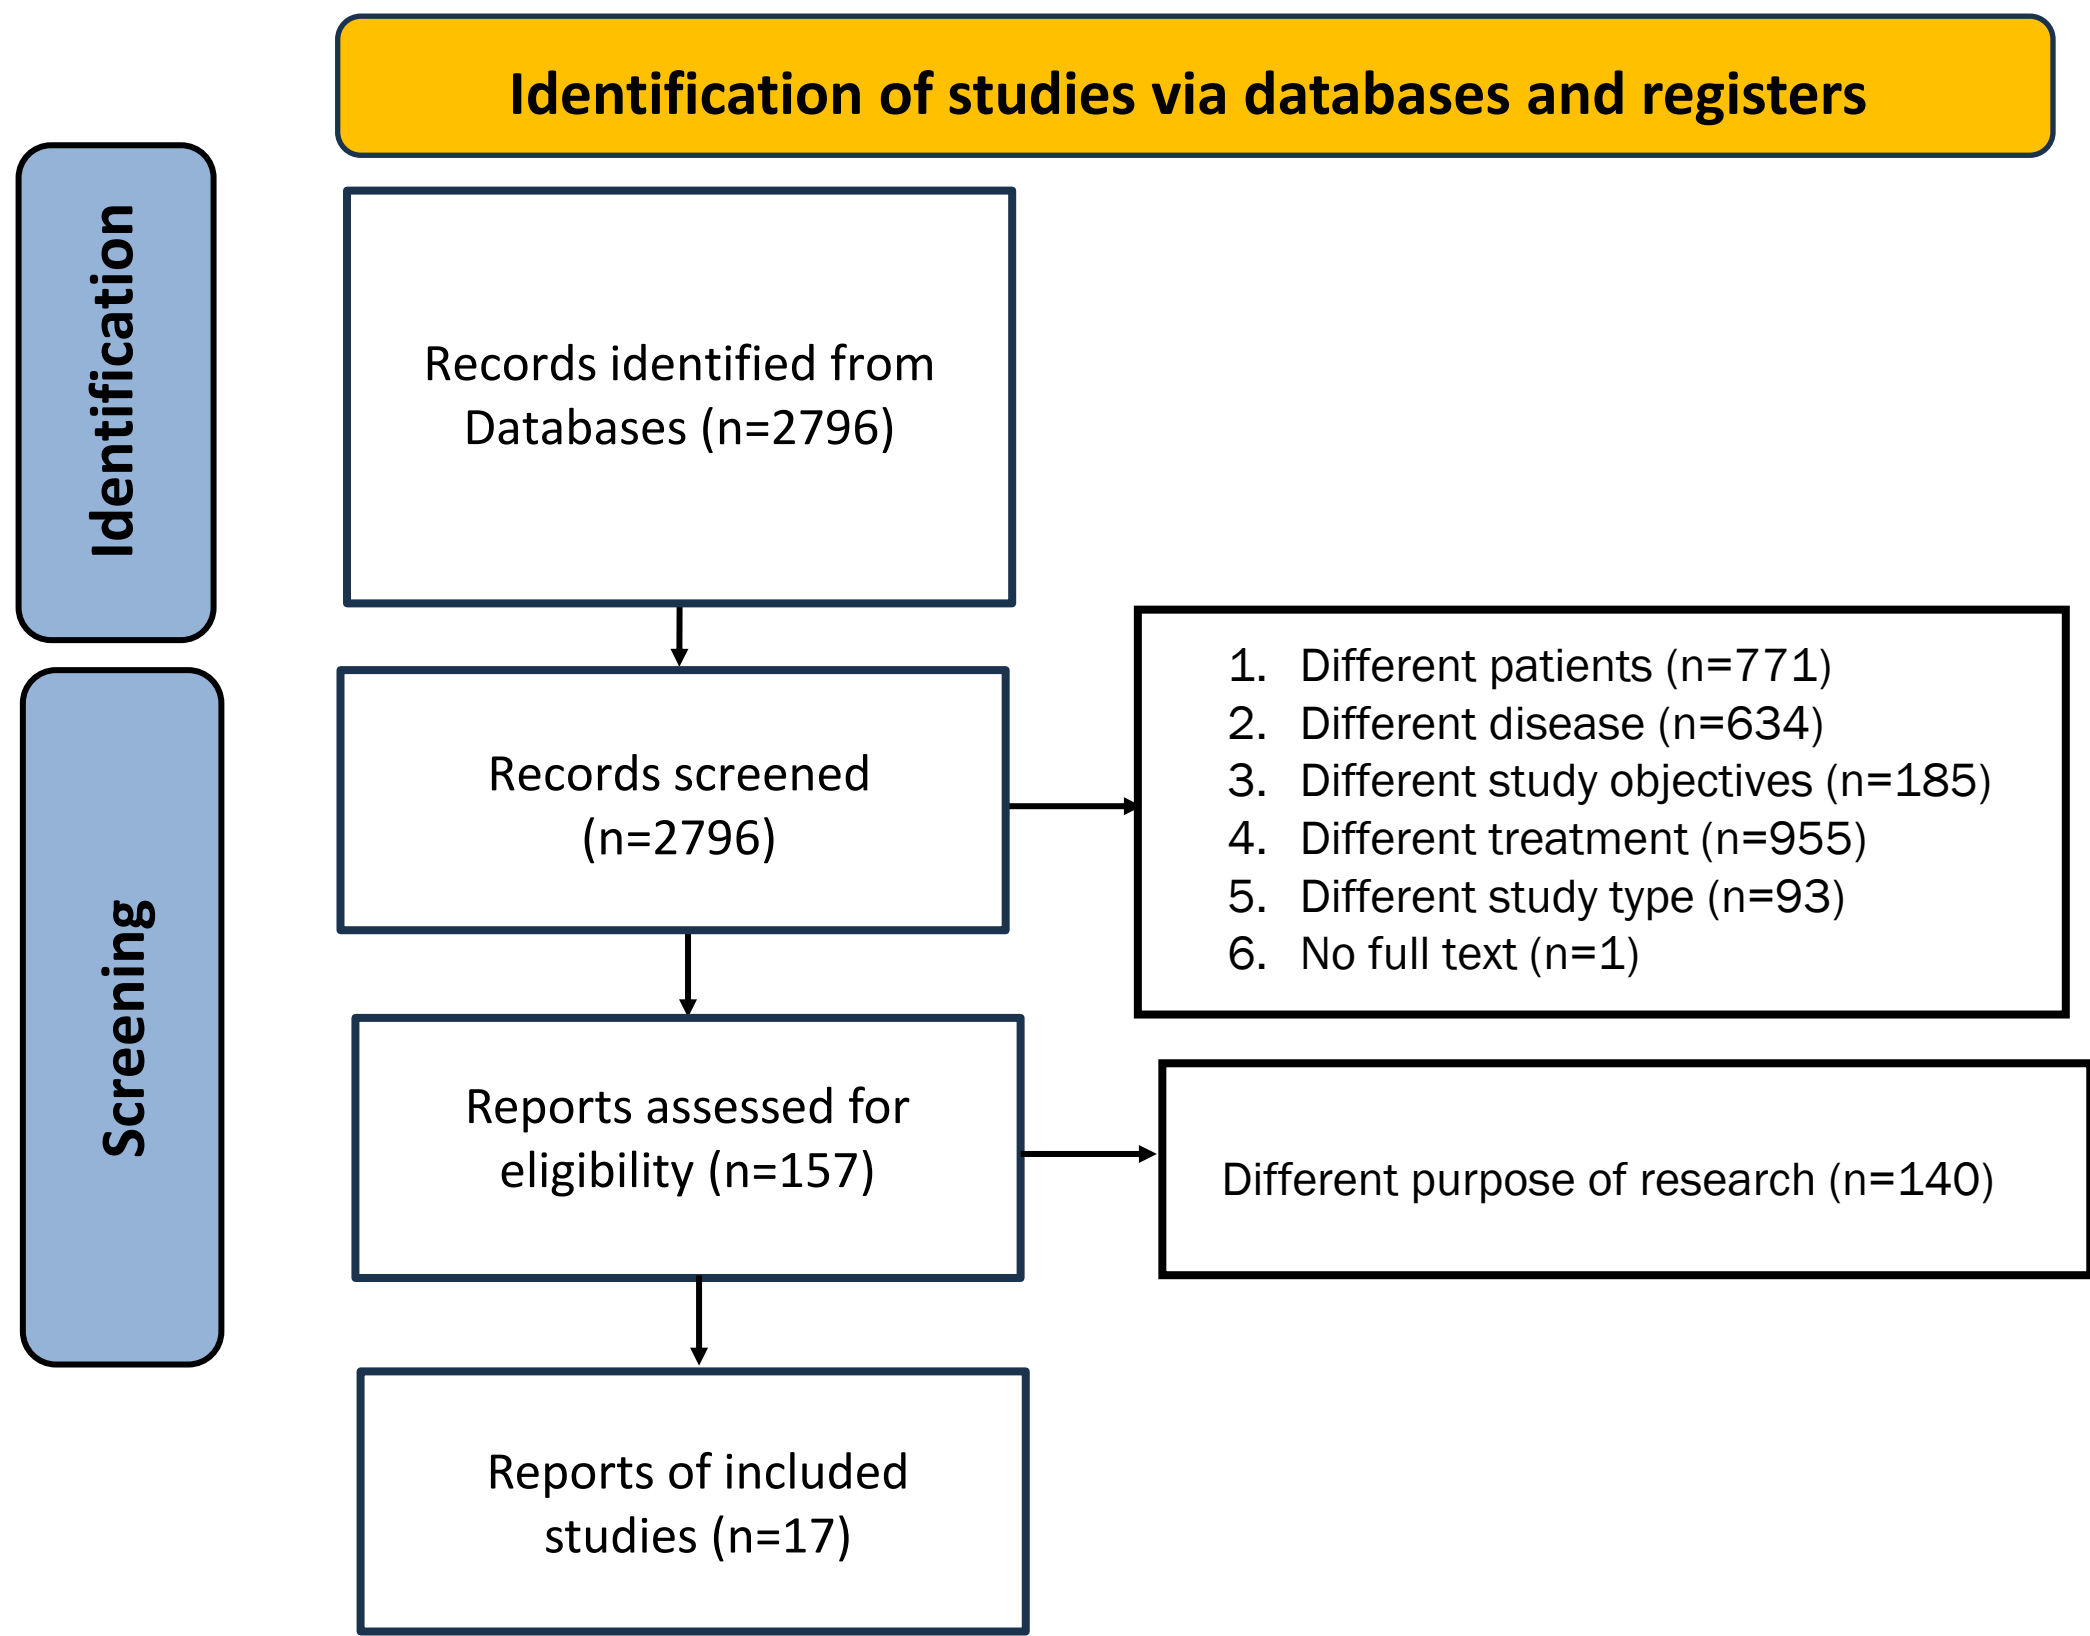 Identification of studies via databases and registers
Identification
Records identified from
Databases (n=2796)
Screening
Records screened
(n=2796)
1. Different patients (n=771)
2. Different disease (n=634)
3. Different study objectives (n=185)
4. Different treatment (n=955)
5. Different study type (n=93)
6. No full text (n=1)
Reports assessed for
eligibility (n=157)
Different purpose of research (n=140)
Reports of included
studies (n=17)